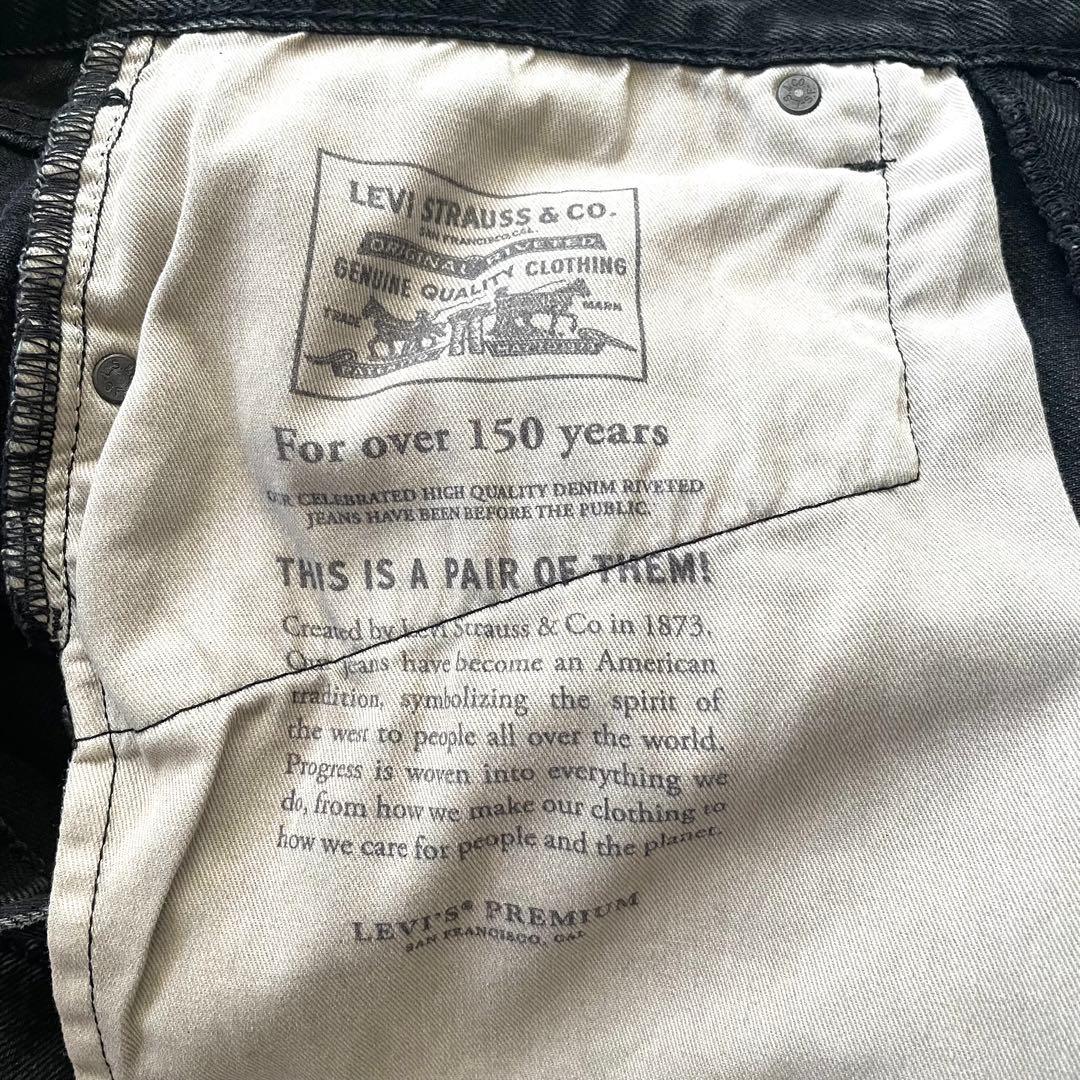 LEVI STRAUSS & CO.
SAN FRANCISCO, CAL.
ORIGINAL RIVETED
GENUINE QUALITY CLOTHING
TRADE MARK
For over 150 years
OUR CELEBRATED HIGH QUALITY DENIM RIVETED
JEANS HAVE BEEN BEFORE THE PUBLIC.
THIS IS A PAIR OF THEM!
Created by Levi Strauss & Co in 1873.
Our jeans have become an American
tradition, symbolizing the spirit of
the west to people all over the world.
Progress is woven into everything we
do, from how we make our clothing to
how we care for people and the planet.
LEVI'S® PREMIUM
SAN FRANCISCO, CAL